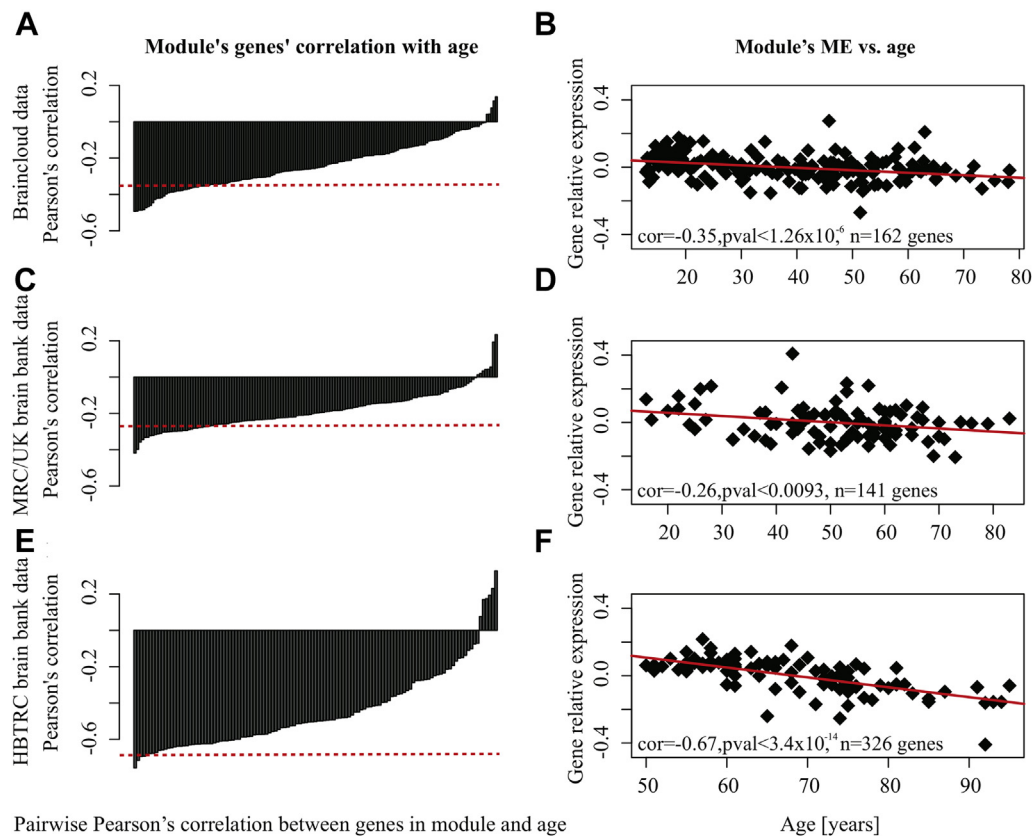 A
Module's genes' correlation with age
Braincloud data
Pearson's correlation
0.2
-0.2
-0.6
B
Module's ME vs. age
Gene relative expression
0.4
0.0
-0.4
cor=-0.35,pval<1.26x10,-6 n=162 genes
20 30 40 50 60 70 80
C
MRC/UK brain bank data
Pearson's correlation
0.2
-0.2
-0.6
D
Gene relative expression
0.4
0.0
-0.4
cor=-0.26,pval<0.0093, n=141 genes
20 30 40 50 60 70 80
E
HBTRC brain bank data
Pearson's correlation
0.2
-0.2
-0.6
F
Gene relative expression
0.4
0.0
-0.4
cor=-0.67,pval<3.4x10,-14 n=326 genes
50 60 70 80 90
Pairwise Pearson's correlation between genes in module and age
Age [years]